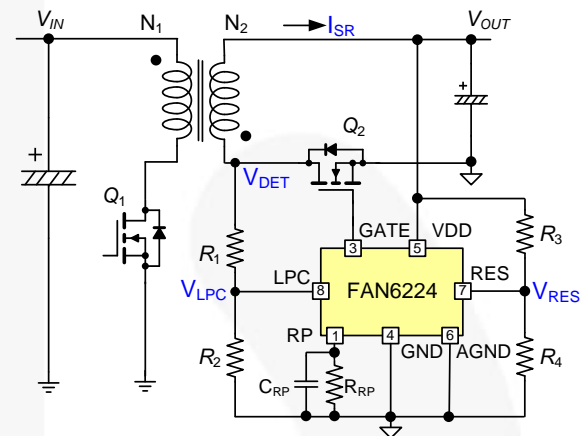 VIN N1 N2 ISR VOUT
Q2
VDET
Q1
GATE VDD
3 5
R1 R3
LPC RES
VLPC 8 FAN6224 7 VRES
RP 1 4 GND 6 AGND
R2 CRP RRP R4